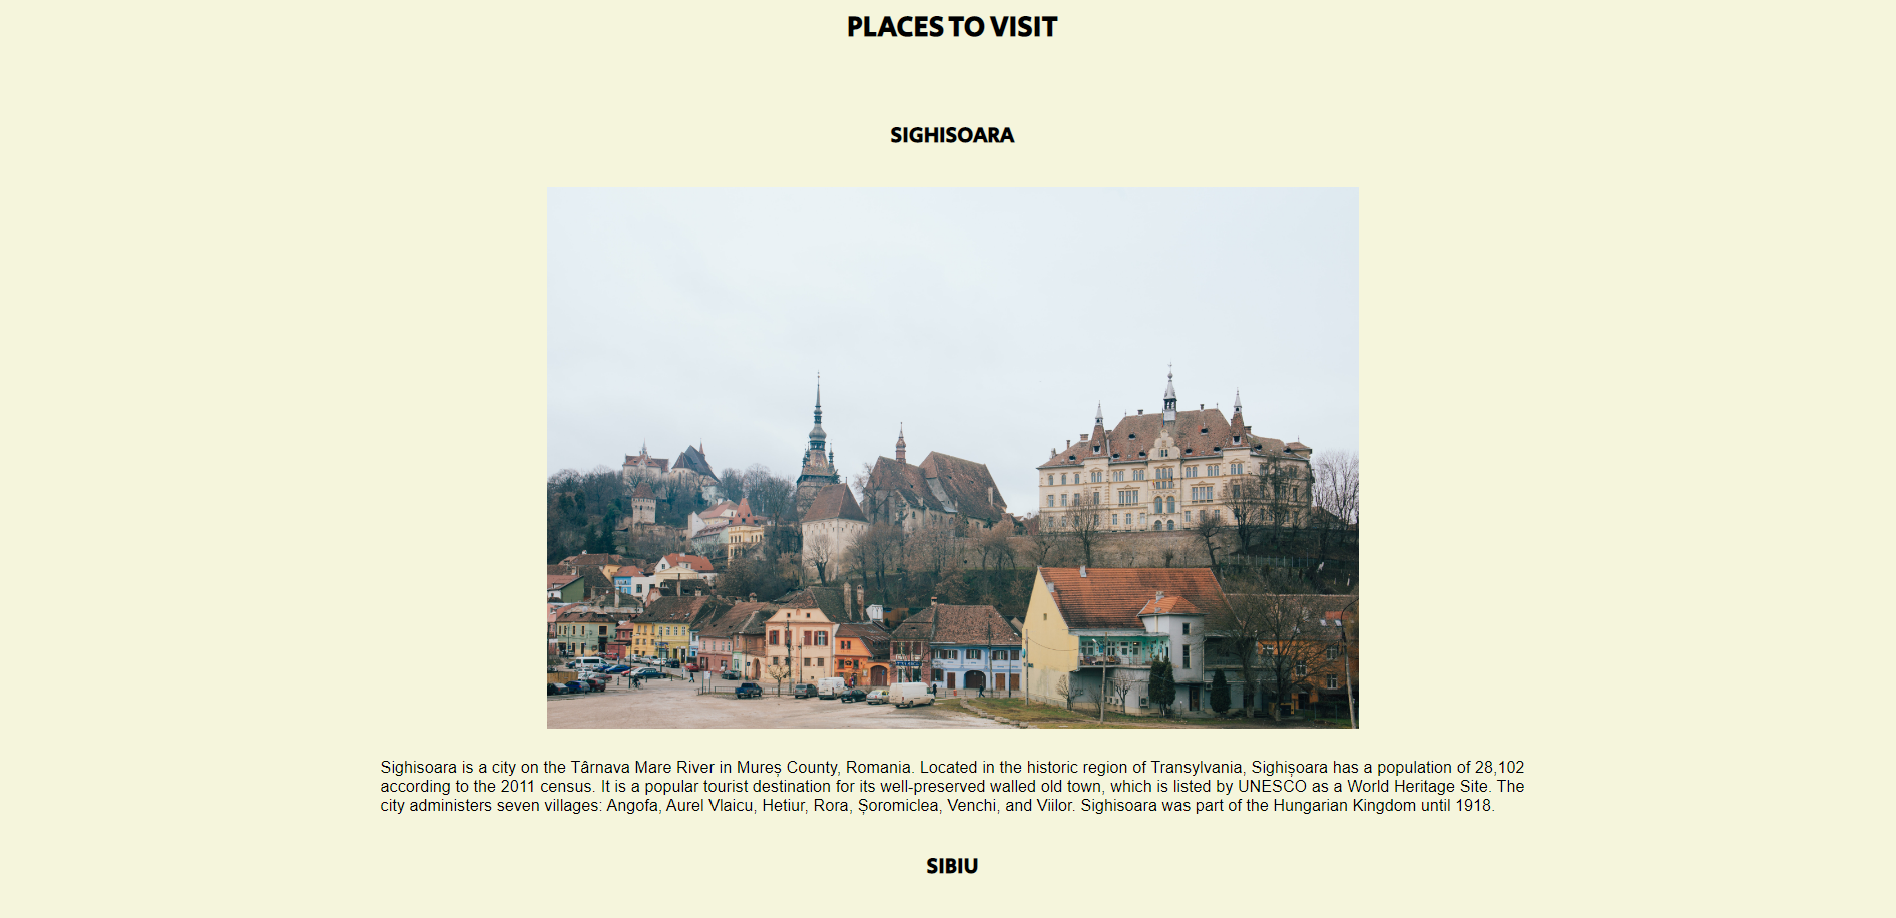 PLACES TO VISIT
SIGHISOARA
Sighisoara is a city on the Târnava Mare River in Mureș County, Romania. Located in the historic region of Transylvania, Sighișoara has a population of 28,102
according to the 2011 census. It is a popular tourist destination for its well-preserved walled old town, which is listed by UNESCO as a World Heritage Site. The
city administers seven villages: Angofa, Aurel Vlaicu, Hetiur, Rora, Șoromiclea, Venchi, and Viilor. Sighisoara was part of the Hungarian Kingdom until 1918.
SIBIU